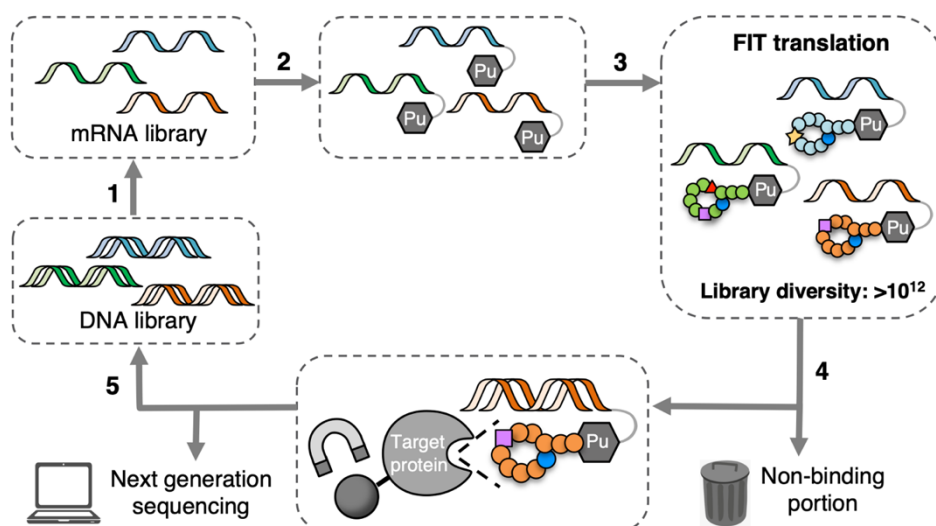 mRNA library
2
Pu
Pu
Pu
3
FIT translation
Pu
Pu
Pu
Library diversity: >10¹²
1
DNA library
4
5
Target
protein
Pu
Next generation
sequencing
Non-binding
portion